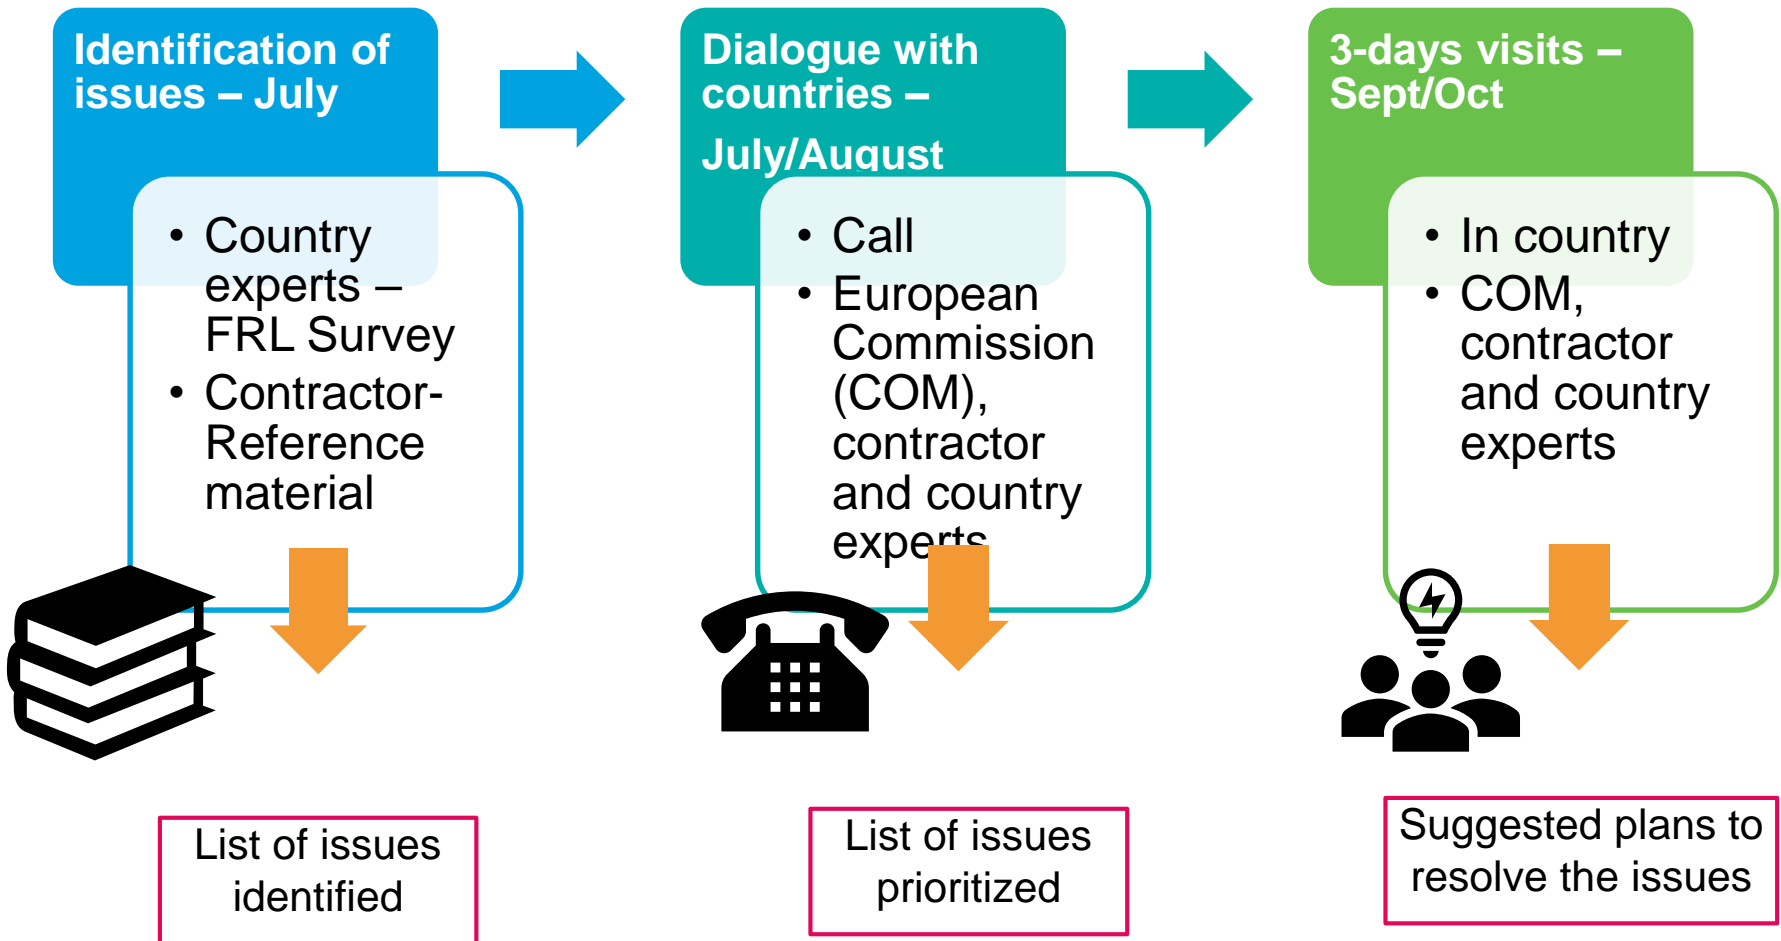 Identification of
issues – July
• Country
experts –
FRL Survey
• Contractor-
Reference
material
List of issues
identified
Dialogue with
countries –
July/August
• Call
• European
Commission
(COM),
contractor
and country
experts
List of issues
prioritized
3-days visits –
Sept/Oct
• In country
• COM,
contractor
and country
experts
Suggested plans to
resolve the issues